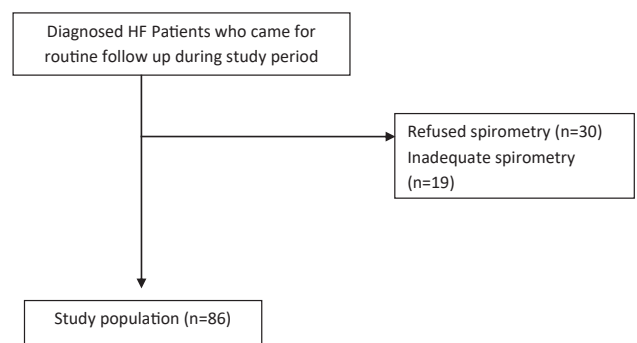 Diagnosed HF Patients who came for
routine follow up during study period
Refused spirometry (n=30)
Inadequate spirometry
(n=19)
Study population (n=86)